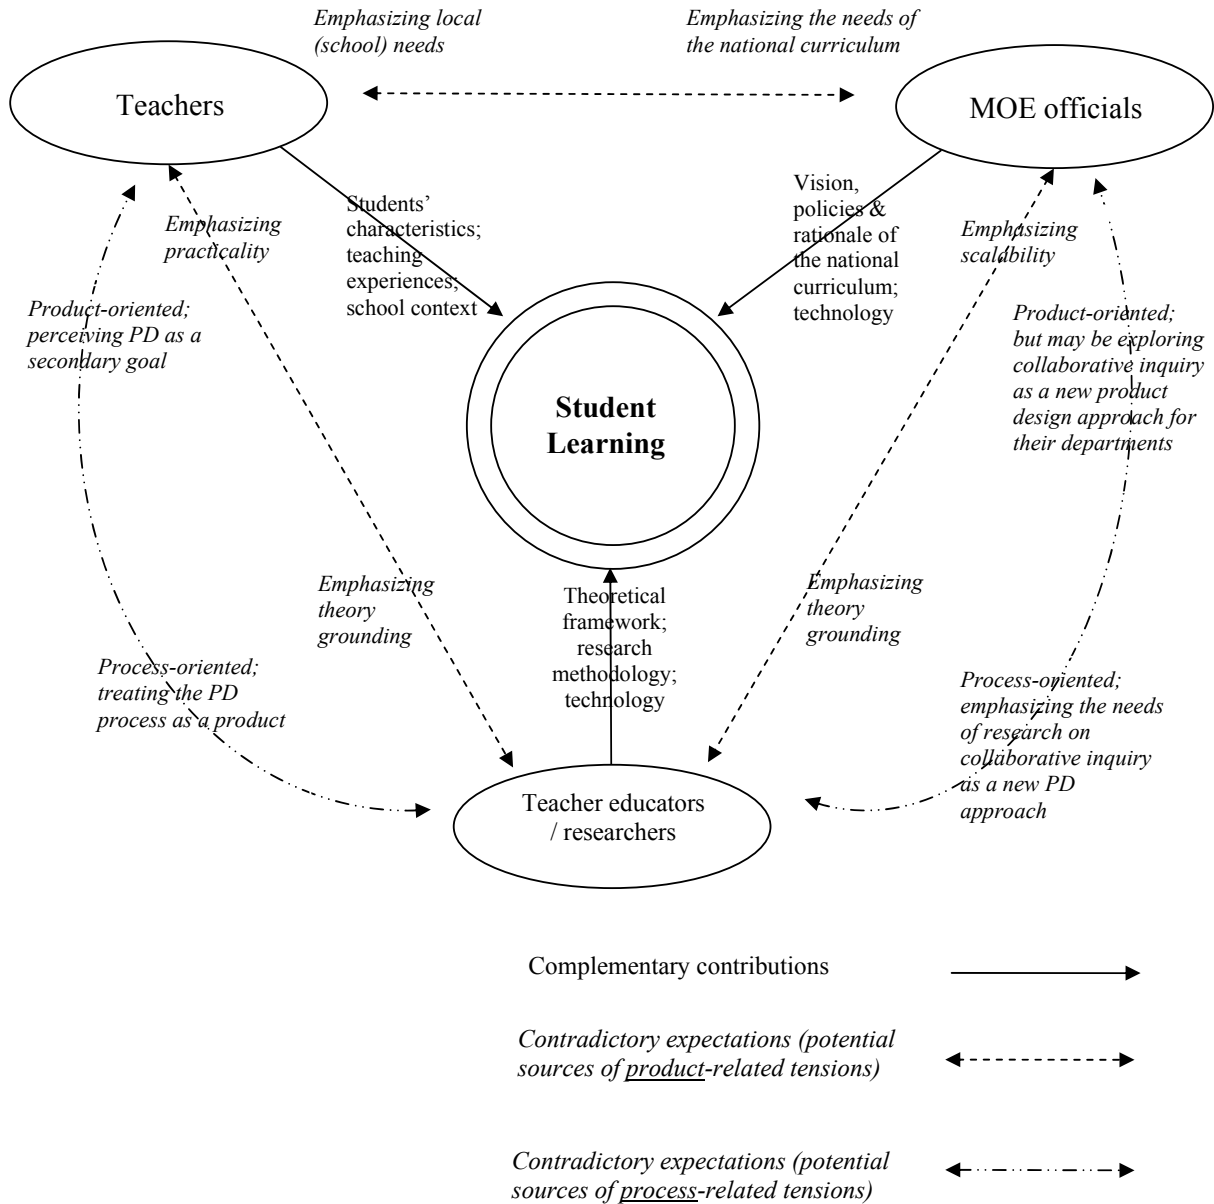 Emphasizing local
(school) needs
Emphasizing the needs of
the national curriculum
Teachers
MOE officials
Students’
characteristics;
teaching
experiences;
school context
Vision,
policies &
rationale of
the national
curriculum;
technology
Emphasizing
practicality
Emphasizing
scalability
Product-oriented;
perceiving PD as a
secondary goal
Product-oriented;
but may be exploring
collaborative inquiry
as a new product
design approach for
their departments
Student
Learning
Emphasizing
theory
grounding
Theoretical
framework;
research
methodology;
technology
Emphasizing
theory
grounding
Process-oriented;
treating the PD
process as a product
Process-oriented;
emphasizing the needs
of research on
collaborative inquiry
as a new PD
approach
Teacher educators
/ researchers
Complementary contributions
Contradictory expectations (potential
sources of product-related tensions)
Contradictory expectations (potential
sources of process-related tensions)